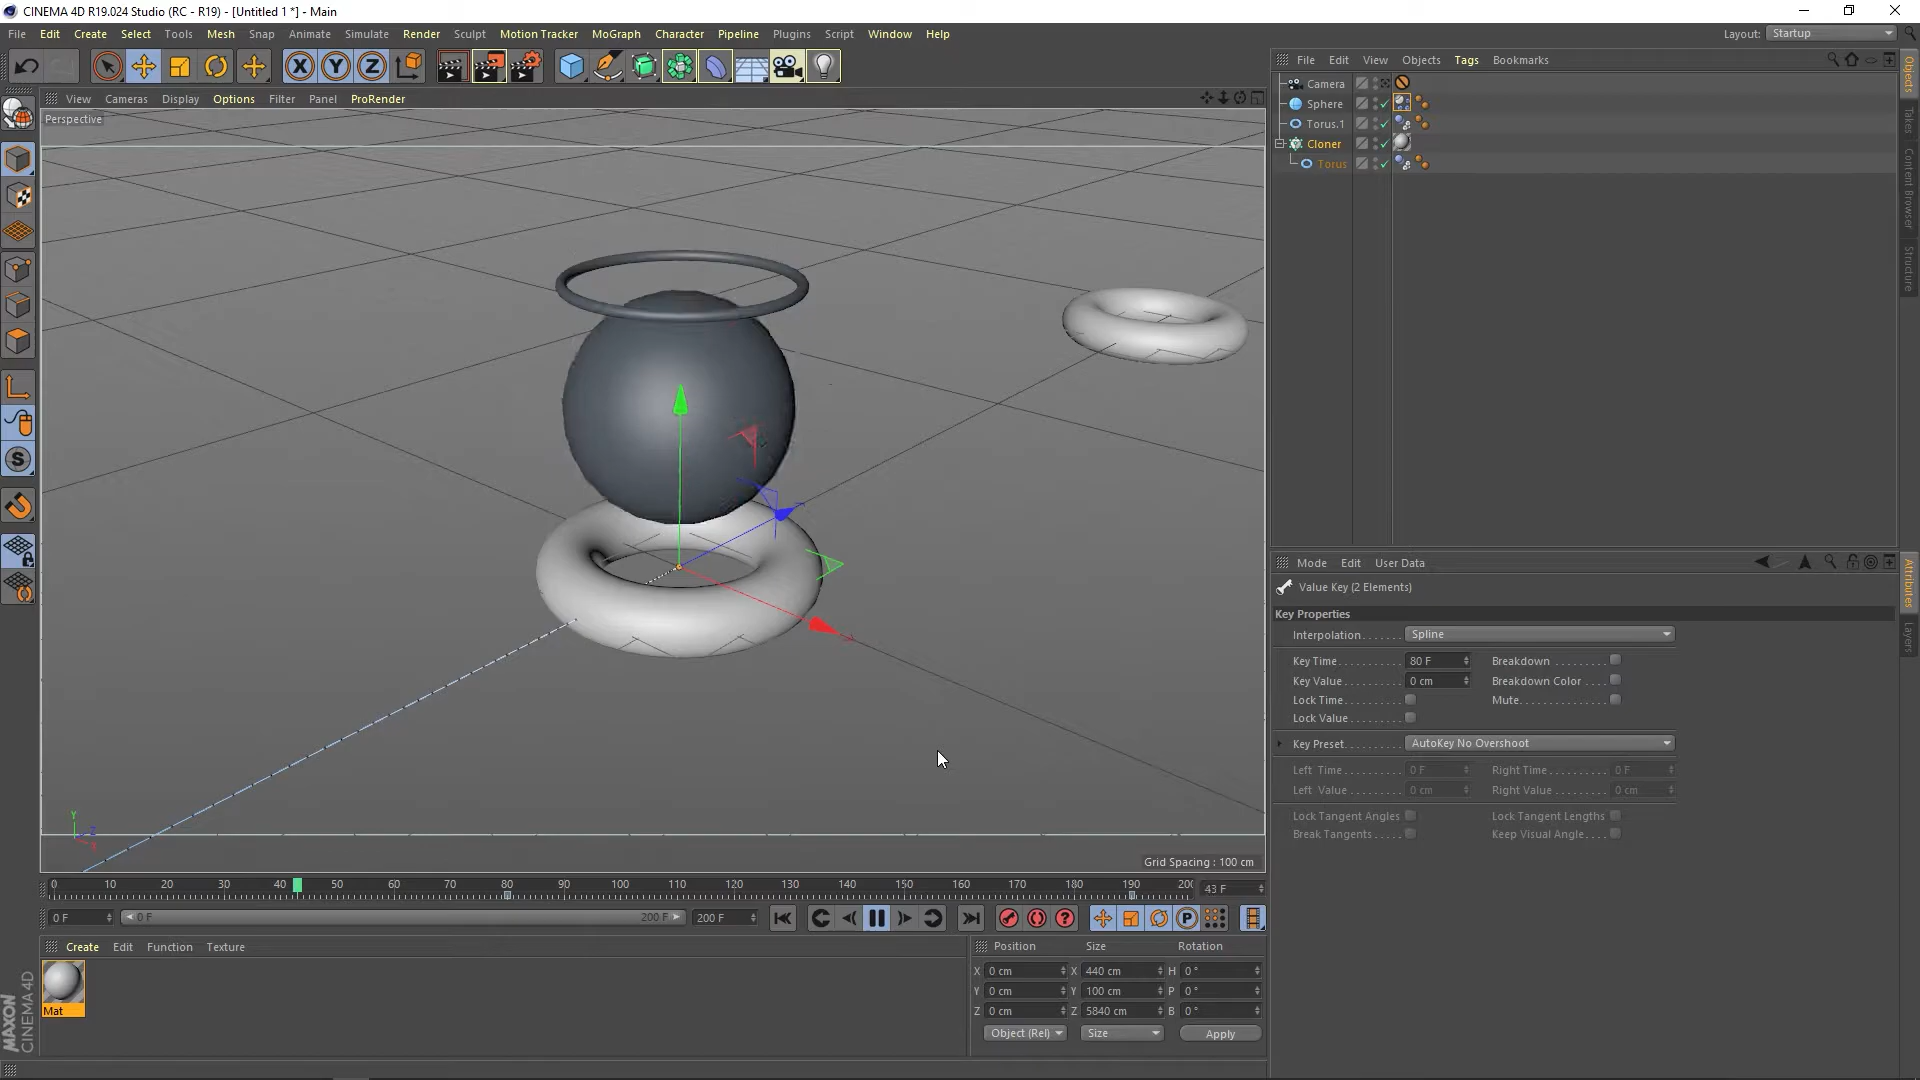 CINEMA 4D R19.024 Studio (RC - R19) - [Untitled 1 *] - Main
File Edit Create Select Tools Mesh Snap Animate Simulate Render Sculpt Motion Tracker MoGraph Character Pipeline Plugins Script Window Help
Layout: Startup
X Y Z
File Edit View Objects Tags Bookmarks
View Cameras Display Options Filter Panel ProRender
Perspective
Camera
Sphere
Torus.1
Cloner
Torus
Objects
Takes
Content Browser
Structure
Mode Edit User Data
Value Key (2 Elements)
Key Properties
Interpolation Spline
Key Time 80 F Breakdown
Key Value 0 cm Breakdown Color
Lock Time Mute
Lock Value
Key Preset AutoKey No Overshoot
Left Time 0 F Right Time 0 F
Left Value 0 cm Right Value 0 cm
Lock Tangent Angles Lock Tangent Lengths
Break Tangents Keep Visual Angle
Attributes
Layers
S
Y
Z
X
Grid Spacing : 100 cm
0 10 20 30 40 50 60 70 80 90 100 110 120 130 140 150 160 170 180 190 200 43 F
0 F 0 F 200 F 200 F
P
Create Edit Function Texture
Mat
MAXON CINEMA 4D
Position Size Rotation
X 0 cm X 440 cm H 0 °
Y 0 cm Y 100 cm P 0 °
Z 0 cm Z 5840 cm B 0 °
Object (Rel) Size Apply